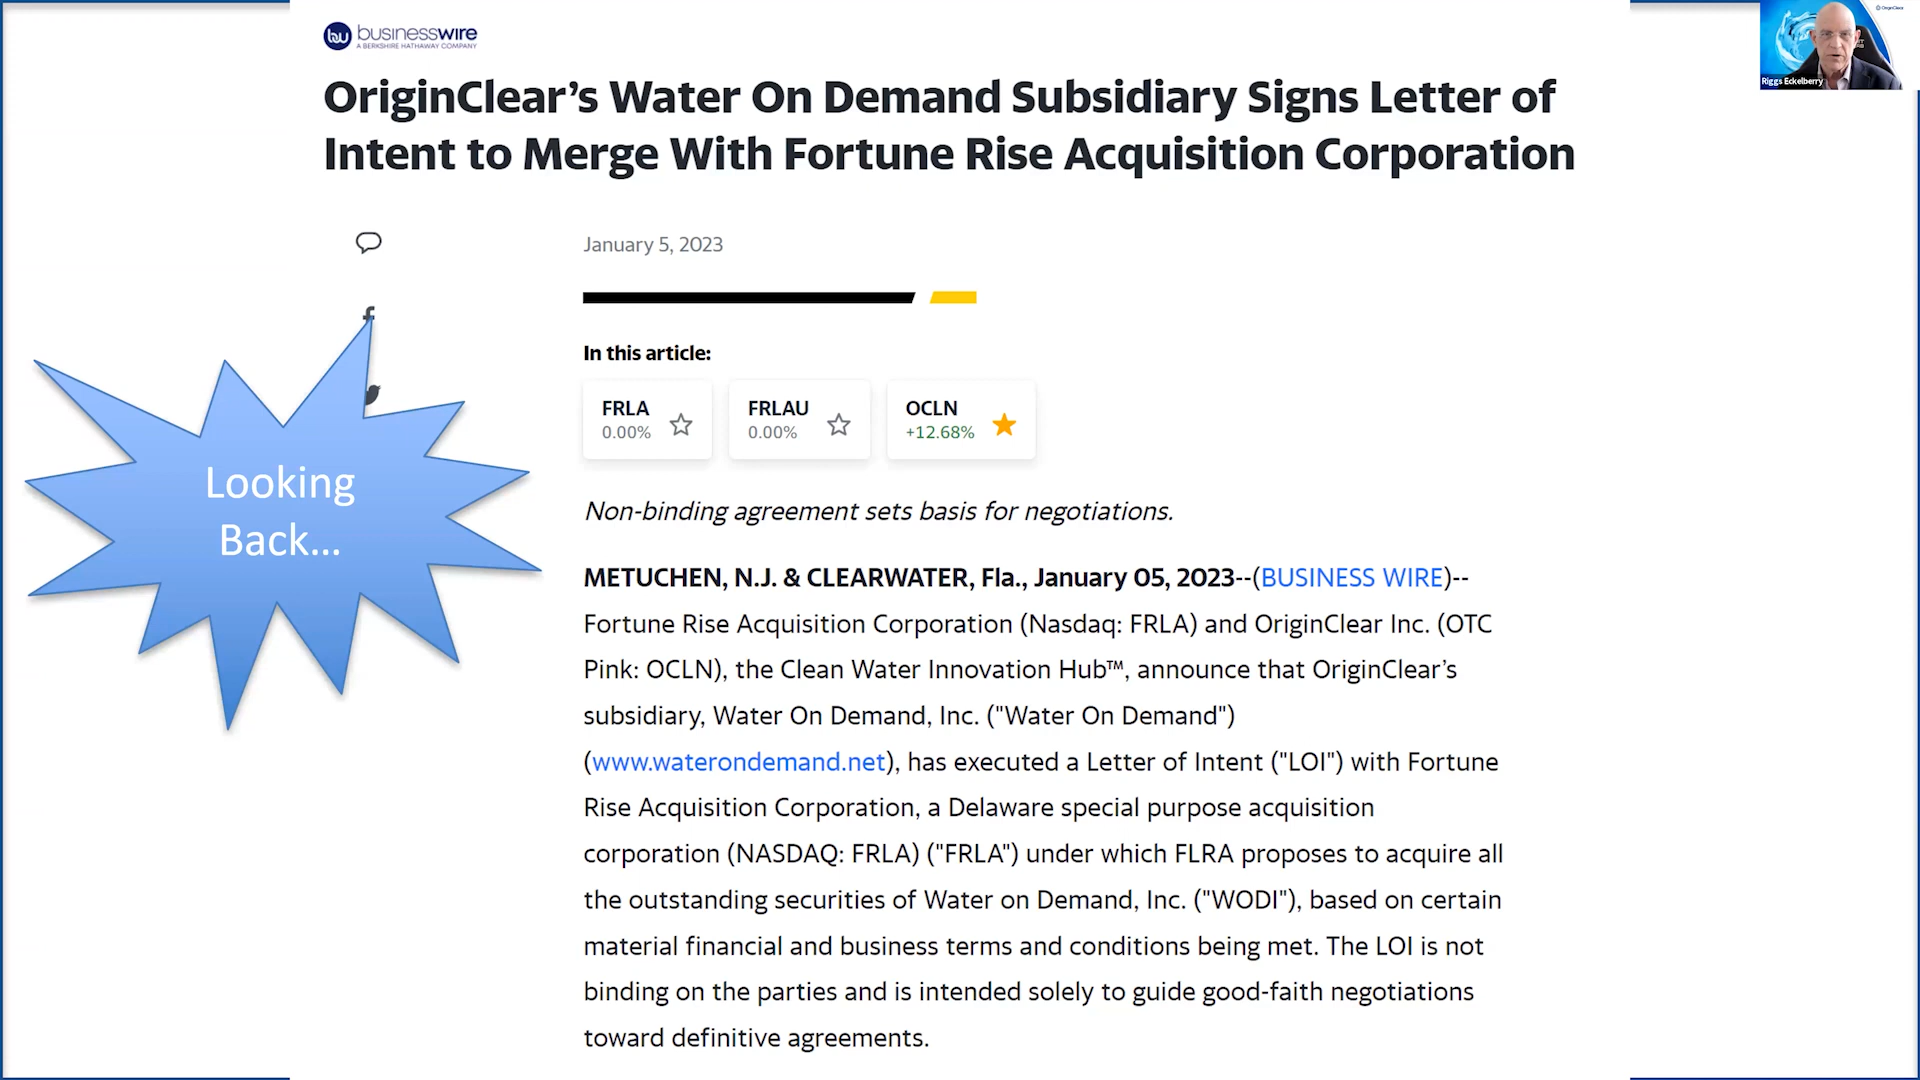 businesswire
A BERKSHIRE HATHAWAY COMPANY
OriginClear
Riggs Eckelberry
OriginClear’s Water On Demand Subsidiary Signs Letter of
Intent to Merge With Fortune Rise Acquisition Corporation
January 5, 2023
In this article:
FRLA
0.00%
FRLAU
0.00%
OCLN
+12.68%
Looking
Back...
Non-binding agreement sets basis for negotiations.
METUCHEN, N.J. & CLEARWATER, Fla., January 05, 2023--(BUSINESS WIRE)--
Fortune Rise Acquisition Corporation (Nasdaq: FRLA) and OriginClear Inc. (OTC
Pink: OCLN), the Clean Water Innovation Hub™, announce that OriginClear’s
subsidiary, Water On Demand, Inc. ("Water On Demand")
(www.waterondemand.net), has executed a Letter of Intent ("LOI") with Fortune
Rise Acquisition Corporation, a Delaware special purpose acquisition
corporation (NASDAQ: FRLA) ("FRLA") under which FLRA proposes to acquire all
the outstanding securities of Water on Demand, Inc. ("WODI"), based on certain
material financial and business terms and conditions being met. The LOI is not
binding on the parties and is intended solely to guide good-faith negotiations
toward definitive agreements.